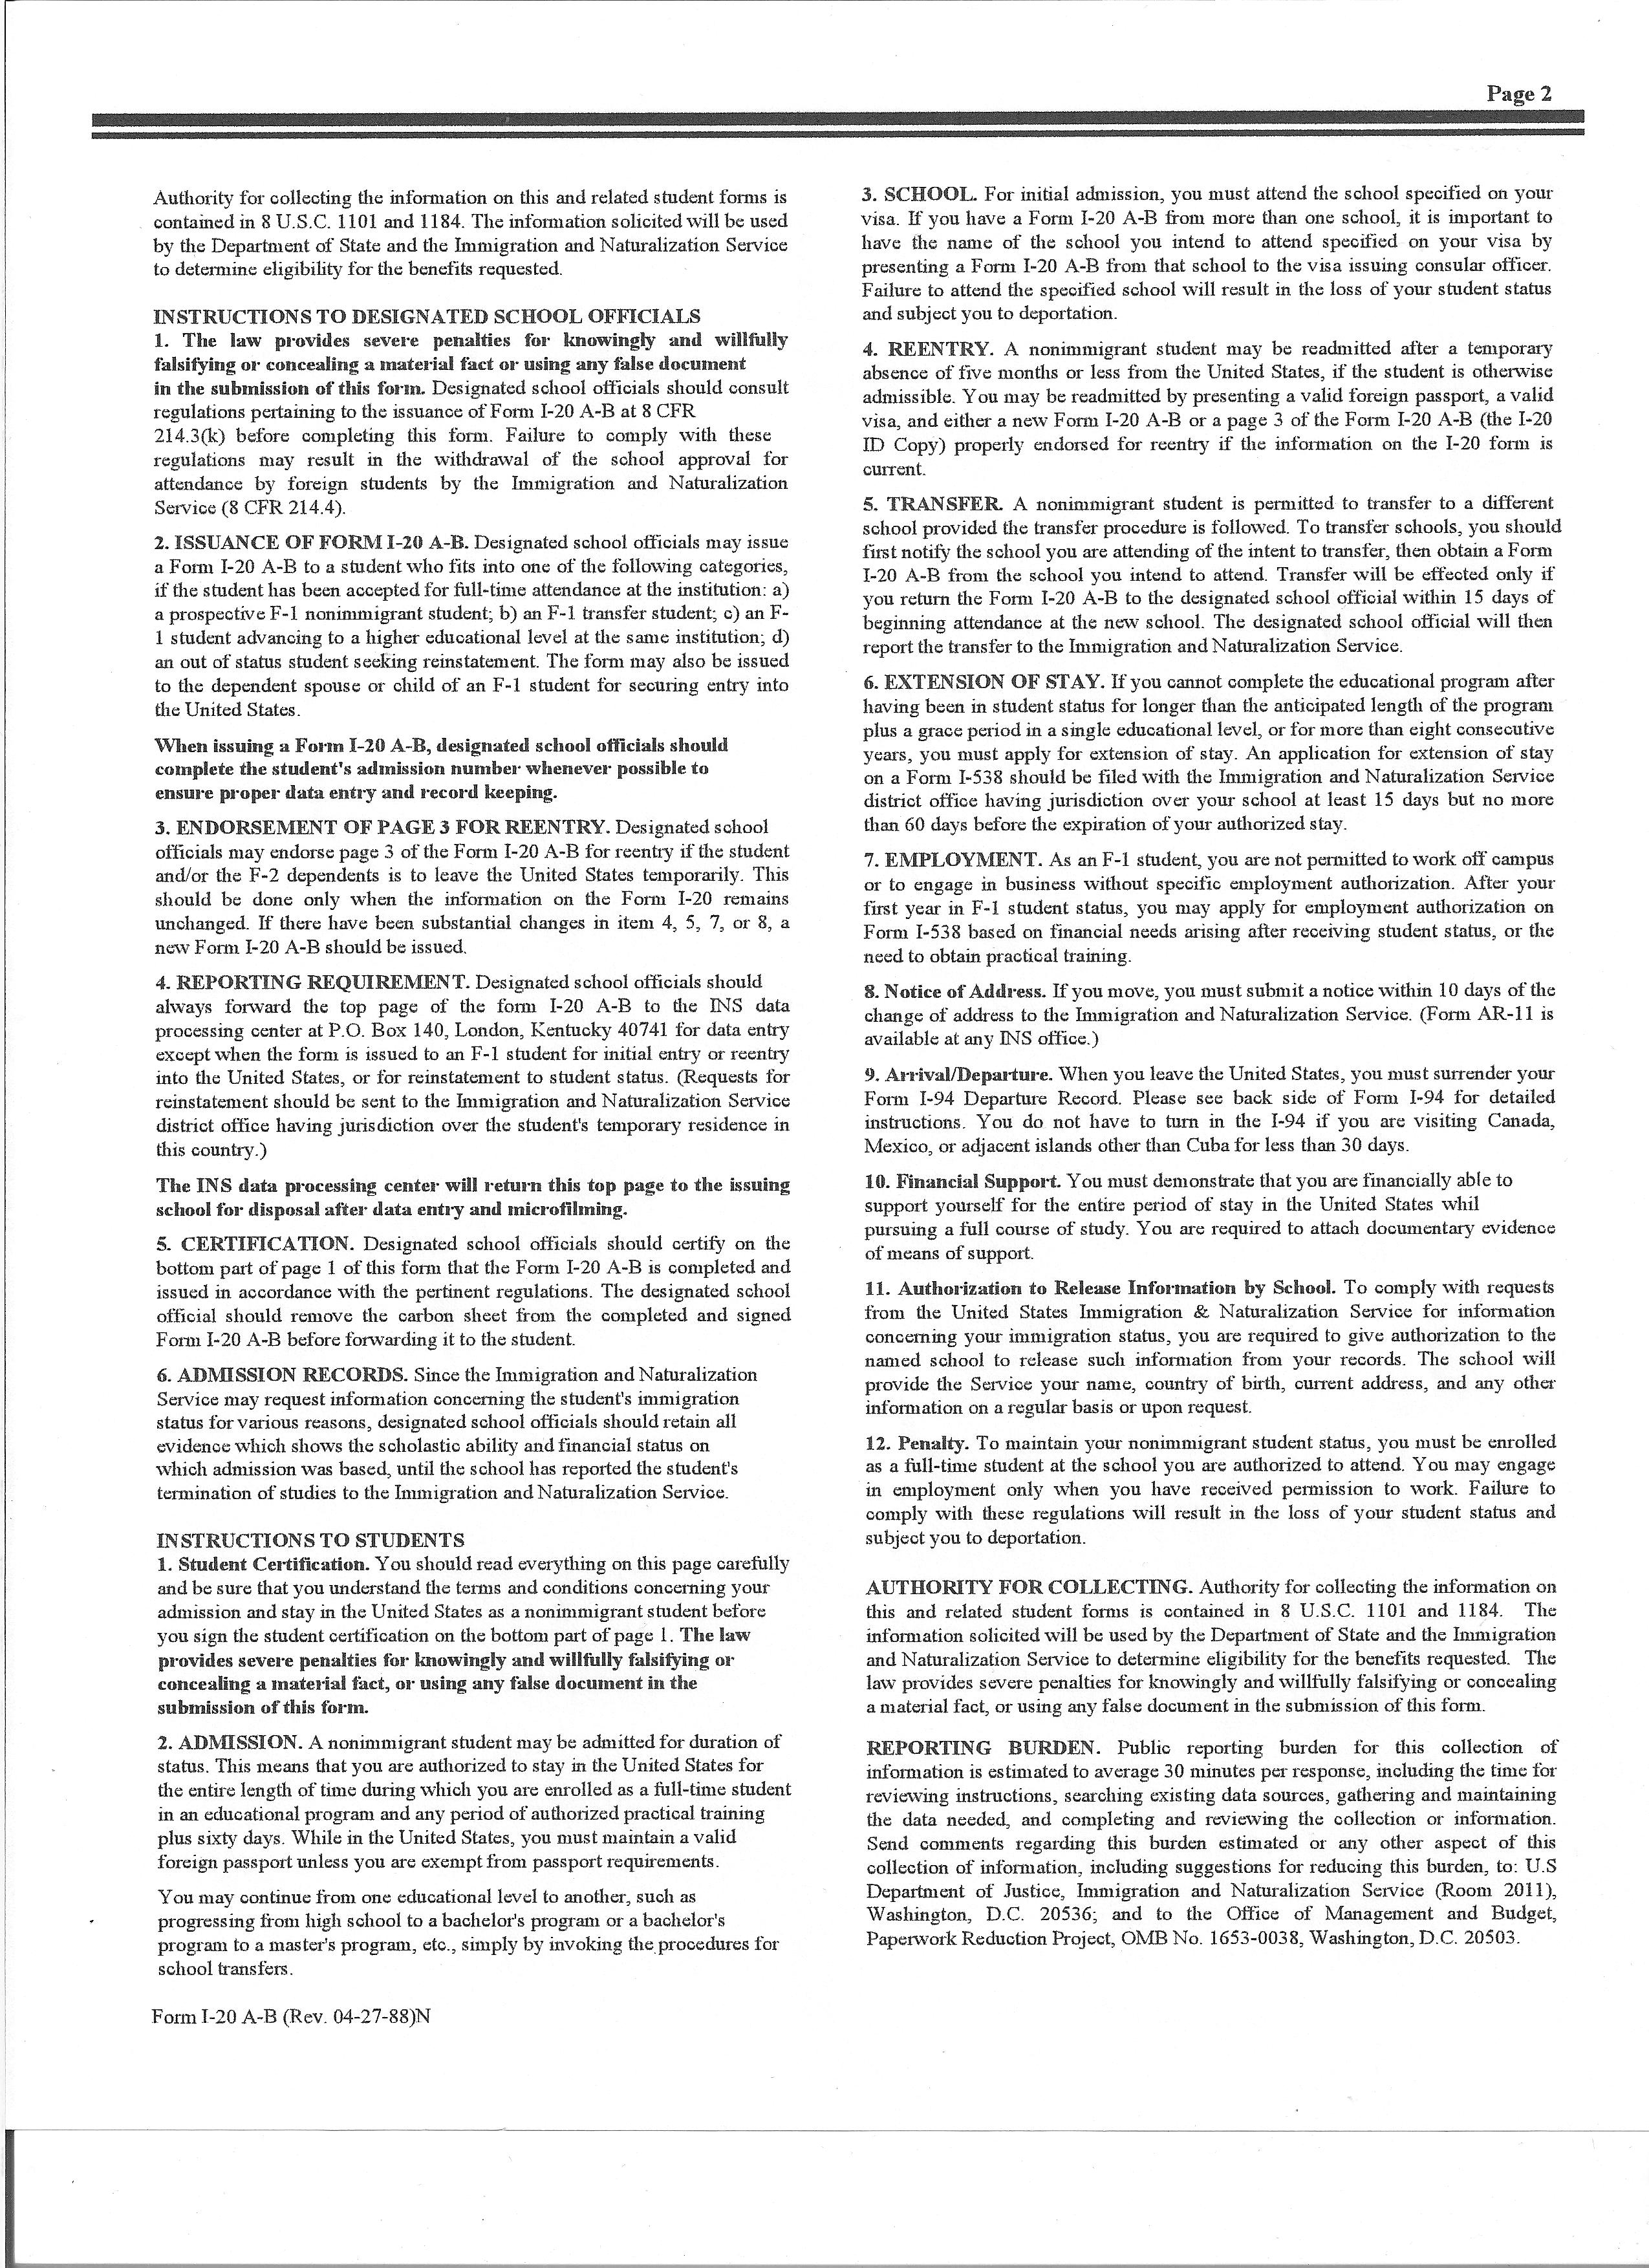 Page 2
Authority for collecting the information on this and related student forms is
contained in 8 U.S.C. 1101 and 1184. The information solicited will be used
by the Department of State and the Immigration and Naturalization Service
to determine eligibility for the benefits requested.
INSTRUCTIONS TO DESIGNATED SCHOOL OFFICIALS
1. The law provides severe penalties for knowingly and willfully
falsifying or concealing a material fact or using any false document
in the submission of this form. Designated school officials should consult
regulations pertaining to the issuance of Form I-20 A-B at 8 CFR
214.3(k) before completing this form. Failure to comply with these
regulations may result in the withdrawal of the school approval for
attendance by foreign students by the Immigration and Naturalization
Service (8 CFR 214.4).
2. ISSUANCE OF FORM I-20 A-B. Designated school officials may issue
a Form I-20 A-B to a student who fits into one of the following categories,
if the student has been accepted for full-time attendance at the institution: a)
a prospective F-1 nonimmigrant student; b) an F-1 transfer student; c) an F-
1 student advancing to a higher educational level at the same institution; d)
an out of status student seeking reinstatement. The form may also be issued
to the dependent spouse or child of an F-1 student for securing entry into
the United States.
When issuing a Form I-20 A-B, designated school officials should
complete the student's admission number whenever possible to
ensure proper data entry and record keeping.
3. ENDORSEMENT OF PAGE 3 FOR REENTRY. Designated school
officials may endorse page 3 of the Form I-20 A-B for reentry if the student
and/or the F-2 dependents is to leave the United States temporarily. This
should be done only when the information on the Form I-20 remains
unchanged. If there have been substantial changes in item 4, 5, 7, or 8, a
new Form I-20 A-B should be issued.
4. REPORTING REQUIREMENT. Designated school officials should
always forward the top page of the form I-20 A-B to the INS data
processing center at P.O. Box 140, London, Kentucky 40741 for data entry
except when the form is issued to an F-1 student for initial entry or reentry
into the United States, or for reinstatement to student status. (Requests for
reinstatement should be sent to the Immigration and Naturalization Service
district office having jurisdiction over the student's temporary residence in
this country.)
The INS data processing center will return this top page to the issuing
school for disposal after data entry and microfilming.
5. CERTIFICATION. Designated school officials should certify on the
bottom part of page 1 of this form that the Form I-20 A-B is completed and
issued in accordance with the pertinent regulations. The designated school
official should remove the carbon sheet from the completed and signed
Form I-20 A-B before forwarding it to the student.
6. ADMISSION RECORDS. Since the Immigration and Naturalization
Service may request information concerning the student's immigration
status for various reasons, designated school officials should retain all
evidence which shows the scholastic ability and financial status on
which admission was based, until the school has reported the student's
termination of studies to the Immigration and Naturalization Service.
INSTRUCTIONS TO STUDENTS
1. Student Certification. You should read everything on this page carefully
and be sure that you understand the terms and conditions concerning your
admission and stay in the United States as a nonimmigrant student before
you sign the student certification on the bottom part of page 1. The law
provides severe penalties for knowingly and willfully falsifying or
concealing a material fact, or using any false document in the
submission of this form.
2. ADMISSION. A nonimmigrant student may be admitted for duration of
status. This means that you are authorized to stay in the United States for
the entire length of time during which you are enrolled as a full-time student
in an educational program and any period of authorized practical training
plus sixty days. While in the United States, you must maintain a valid
foreign passport unless you are exempt from passport requirements.
You may continue from one educational level to another, such as
progressing from high school to a bachelor's program or a bachelor's
program to a master's program, etc., simply by invoking the procedures for
school transfers.
Form I-20 A-B (Rev. 04-27-88)N
3. SCHOOL. For initial admission, you must attend the school specified on your
visa. If you have a Form I-20 A-B from more than one school, it is important to
have the name of the school you intend to attend specified on your visa by
presenting a Form I-20 A-B from that school to the visa issuing consular officer.
Failure to attend the specified school will result in the loss of your student status
and subject you to deportation.
4. REENTRY. A nonimmigrant student may be readmitted after a temporary
absence of five months or less from the United States, if the student is otherwise
admissible. You may be readmitted by presenting a valid foreign passport, a valid
visa, and either a new Form I-20 A-B or a page 3 of the Form I-20 A-B (the I-20
ID Copy) properly endorsed for reentry if the information on the I-20 form is
current.
5. TRANSFER. A nonimmigrant student is permitted to transfer to a different
school provided the transfer procedure is followed. To transfer schools, you should
first notify the school you are attending of the intent to transfer, then obtain a Form
I-20 A-B from the school you intend to attend. Transfer will be effected only if
you return the Form I-20 A-B to the designated school official within 15 days of
beginning attendance at the new school. The designated school official will then
report the transfer to the Immigration and Naturalization Service.
6. EXTENSION OF STAY. If you cannot complete the educational program after
having been in student status for longer than the anticipated length of the program
plus a grace period in a single educational level, or for more than eight consecutive
years, you must apply for extension of stay. An application for extension of stay
on a Form I-538 should be filed with the Immigration and Naturalization Service
district office having jurisdiction over your school at least 15 days but no more
than 60 days before the expiration of your authorized stay.
7. EMPLOYMENT. As an F-1 student, you are not permitted to work off campus
or to engage in business without specific employment authorization. After your
first year in F-1 student status, you may apply for employment authorization on
Form I-538 based on financial needs arising after receiving student status, or the
need to obtain practical training.
8. Notice of Address. If you move, you must submit a notice within 10 days of the
change of address to the Immigration and Naturalization Service. (Form AR-11 is
available at any INS office.)
9. Arrival/Departure. When you leave the United States, you must surrender your
Form I-94 Departure Record. Please see back side of Form I-94 for detailed
instructions. You do not have to turn in the I-94 if you are visiting Canada,
Mexico, or adjacent islands other than Cuba for less than 30 days.
10. Financial Support. You must demonstrate that you are financially able to
support yourself for the entire period of stay in the United States whil
pursuing a full course of study. You are required to attach documentary evidence
of means of support.
11. Authorization to Release Information by School. To comply with requests
from the United States Immigration & Naturalization Service for information
concerning your immigration status, you are required to give authorization to the
named school to release such information from your records. The school will
provide the Service your name, country of birth, current address, and any other
information on a regular basis or upon request.
12. Penalty. To maintain your nonimmigrant student status, you must be enrolled
as a full-time student at the school you are authorized to attend. You may engage
in employment only when you have received permission to work. Failure to
comply with these regulations will result in the loss of your student status and
subject you to deportation.
AUTHORITY FOR COLLECTING. Authority for collecting the information on
this and related student forms is contained in 8 U.S.C. 1101 and 1184. The
information solicited will be used by the Department of State and the Immigration
and Naturalization Service to determine eligibility for the benefits requested. The
law provides severe penalties for knowingly and willfully falsifying or concealing
a material fact, or using any false document in the submission of this form.
REPORTING BURDEN. Public reporting burden for this collection of
information is estimated to average 30 minutes per response, including the time for
reviewing instructions, searching existing data sources, gathering and maintaining
the data needed, and completing and reviewing the collection or information.
Send comments regarding this burden estimated or any other aspect of this
collection of information, including suggestions for reducing this burden, to: U.S
Department of Justice, Immigration and Naturalization Service (Room 2011),
Washington, D.C. 20536; and to the Office of Management and Budget,
Paperwork Reduction Project, OMB No. 1653-0038, Washington, D.C. 20503.